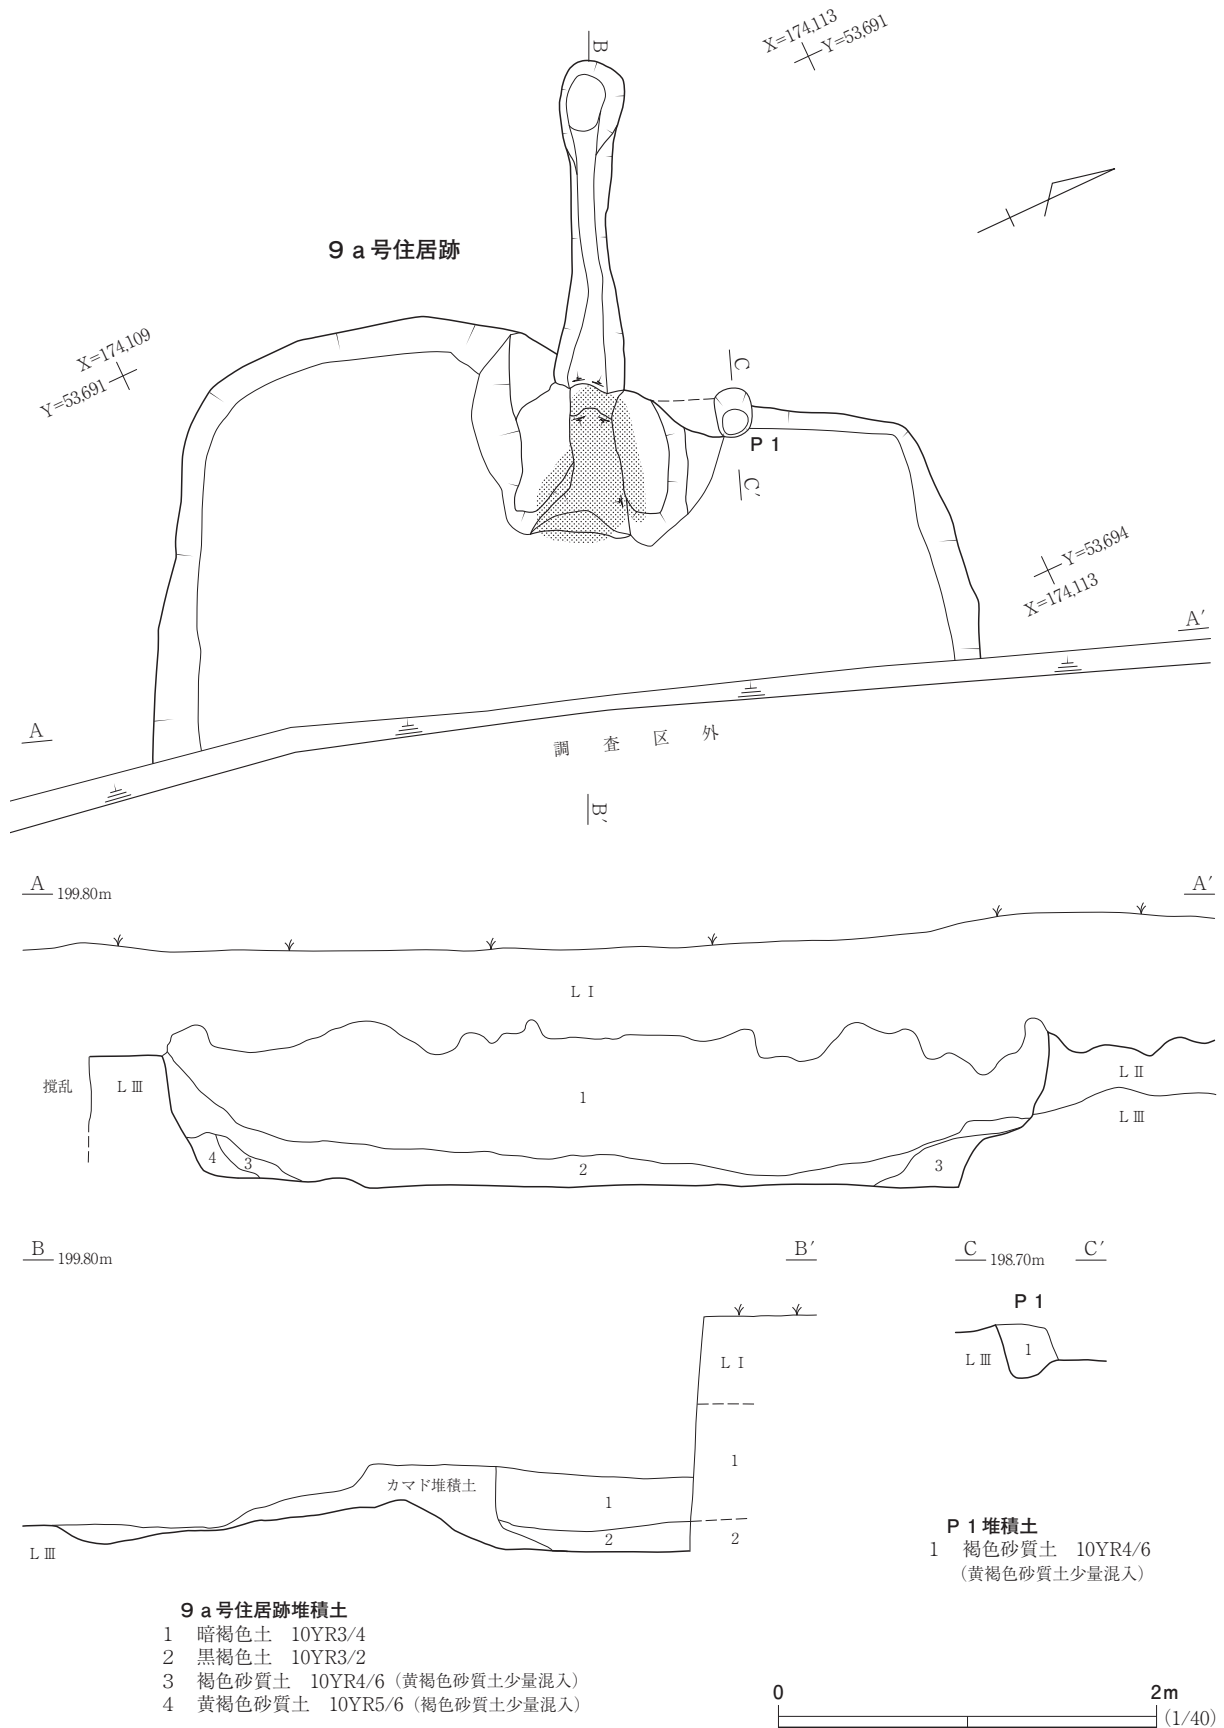 B
X=174,113
Y=53,691
9a号住居跡
X=174,109
Y=53,691
C
P1
C′
Y=53,694
X=174,113
A
A′
調査区外
B′
A 199.80m
A′
LⅠ
撹乱
LⅢ
1
LⅡ
LⅢ
4
3
2
3
B 199.80m
B′
C 198.70m
C′
P1
LⅠ
LⅢ
1
1
カマド堆積土
1
2
2
LⅢ
P1堆積土
1 褐色砂質土 10YR4/6
（黄褐色砂質土少量混入）
9a号住居跡堆積土
1 暗褐色土 10YR3/4
2 黒褐色土 10YR3/2
3 褐色砂質土 10YR4/6（黄褐色砂質土少量混入）
4 黄褐色砂質土 10YR5/6（褐色砂質土少量混入）
0
2m
(1/40)